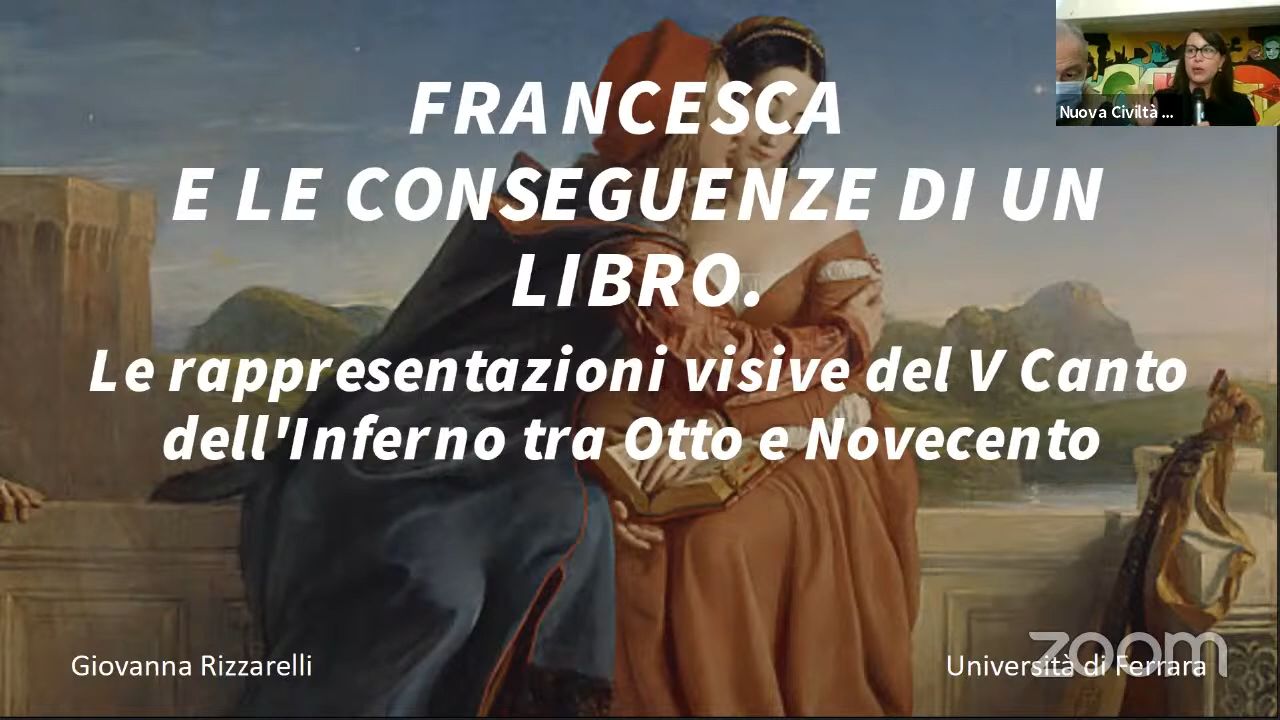 FRANCESCA
E LE CONSEGUENZE DI UN
LIBRO.
Le rappresentazioni visive del V Canto
dell'Inferno tra Otto e Novecento
Giovanna Rizzarelli
Università di Ferrara
zoom
Nuova Civiltà ...